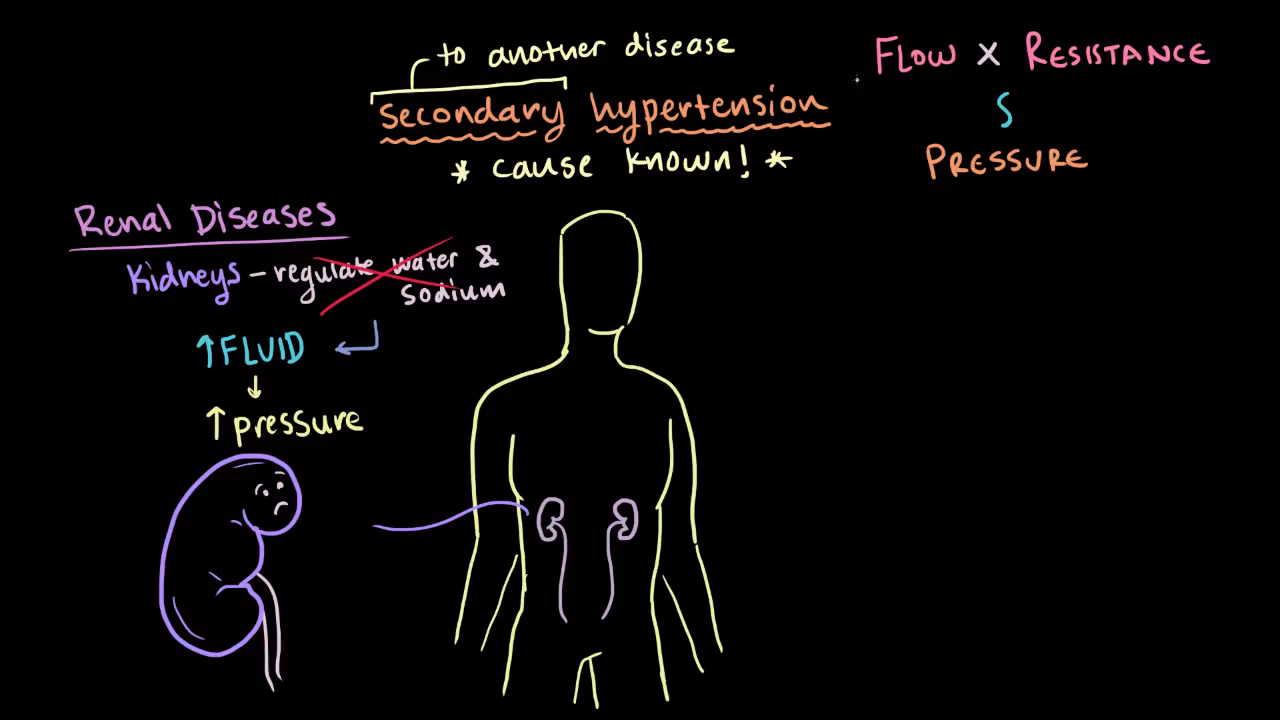 to another disease
secondary hypertension
* cause known! *
FLOW x RESISTANCE
S
PRESSURE
Renal Diseases
Kidneys - regulate water &
sodium
↑FLUID
↑pressure